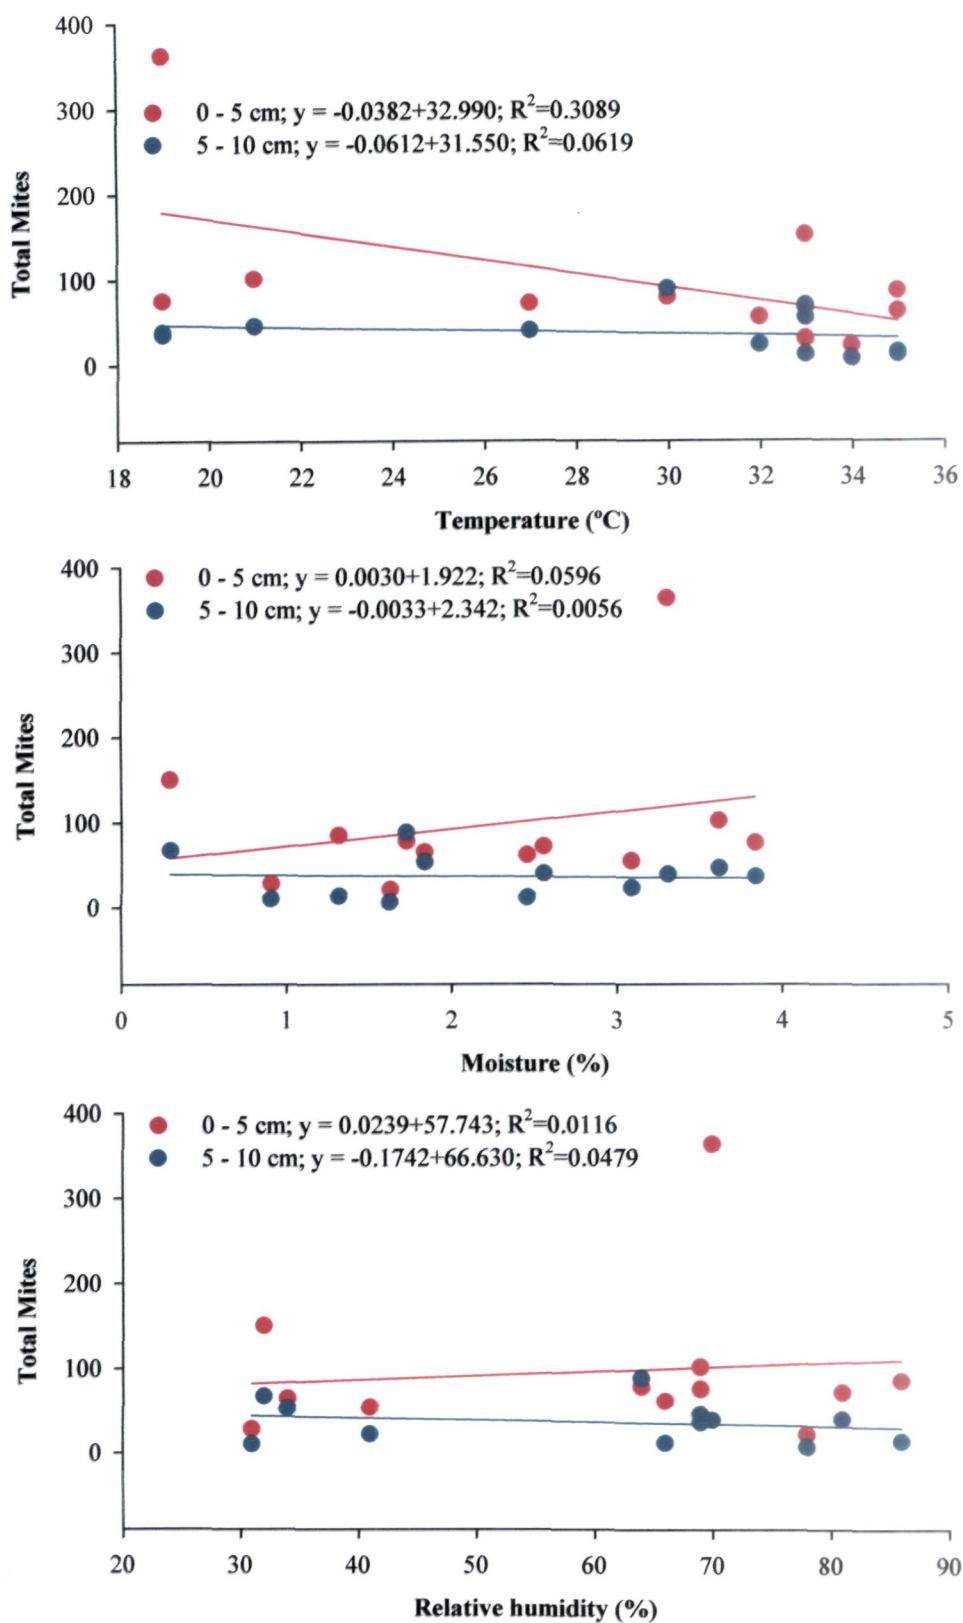 400
300
200
100
0
Total Mites
0 - 5 cm; y = -0.0382+32.990; R²=0.3089
5 - 10 cm; y = -0.0612+31.550; R²=0.0619
18 20 22 24 26 28 30 32 34 36
Temperature (ºC)
400
300
200
100
0
Total Mites
0 - 5 cm; y = 0.0030+1.922; R²=0.0596
5 - 10 cm; y = -0.0033+2.342; R²=0.0056
0 1 2 3 4 5
Moisture (%)
400
300
200
100
0
Total Mites
0 - 5 cm; y = 0.0239+57.743; R²=0.0116
5 - 10 cm; y = -0.1742+66.630; R²=0.0479
20 30 40 50 60 70 80 90
Relative humidity (%)